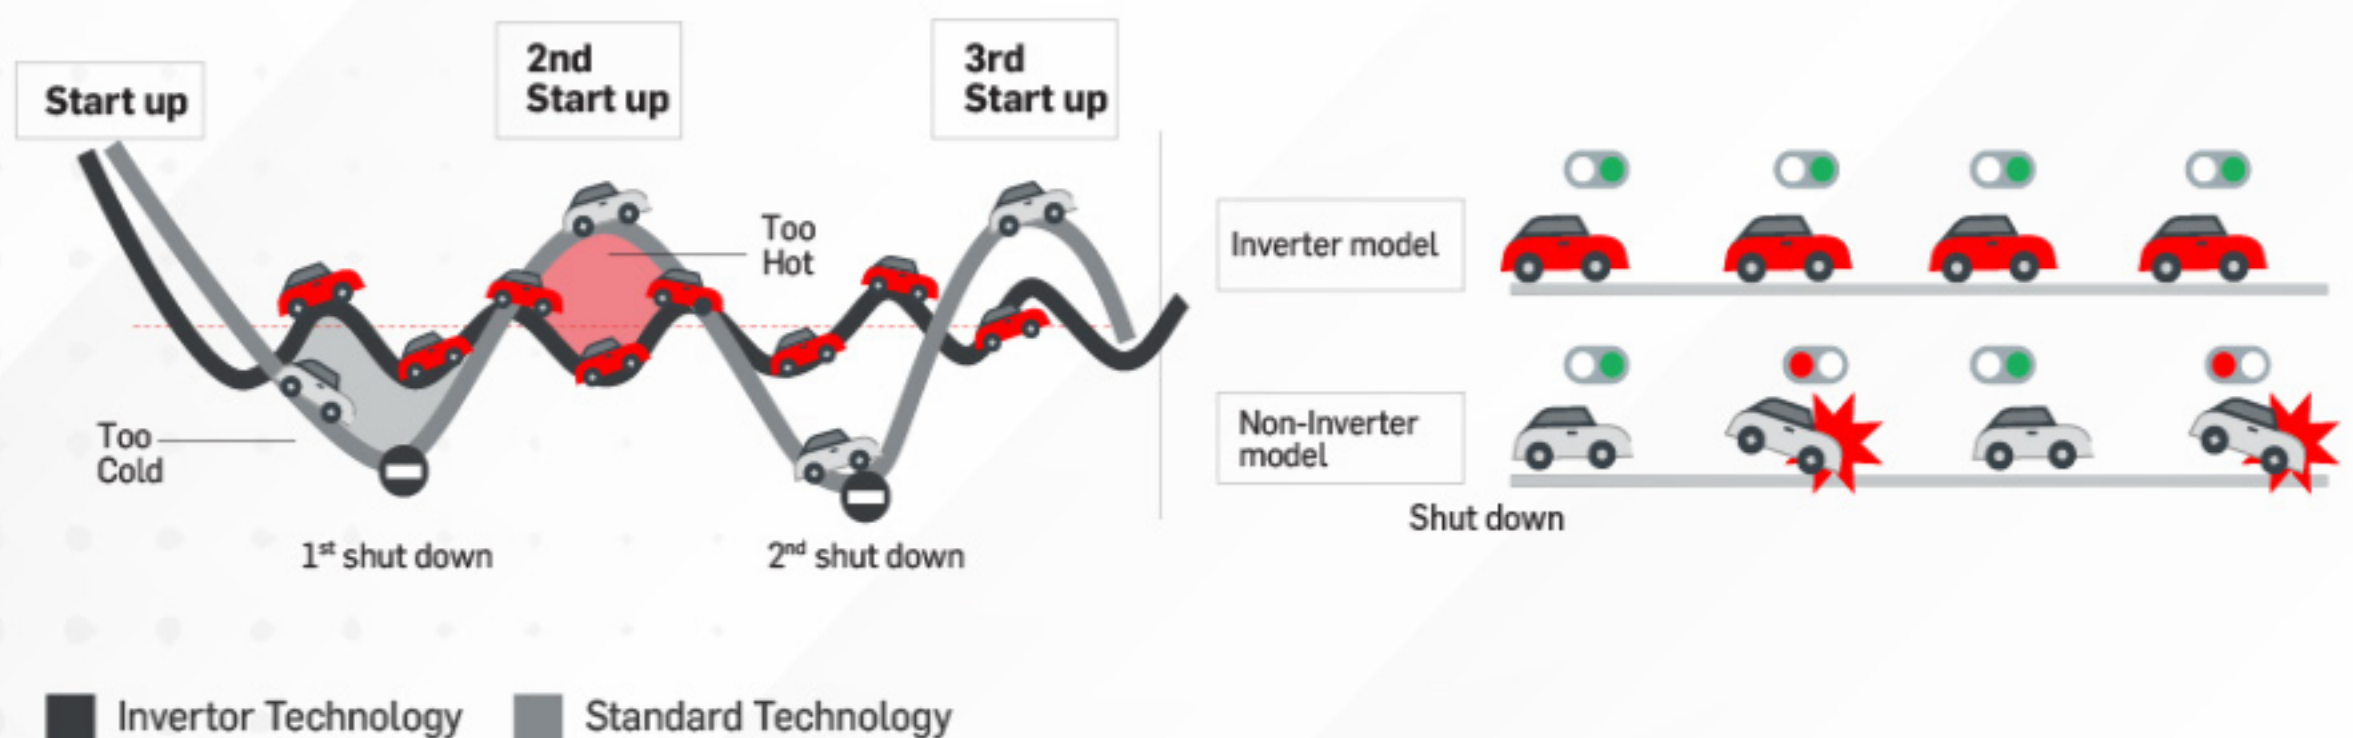 Start up
2nd
Start up
3rd
Start up
Too
Hot
Too
Cold
1st shut down
2nd shut down
Inverter model
Non-Inverter
model
Shut down
Invertor Technology
Standard Technology